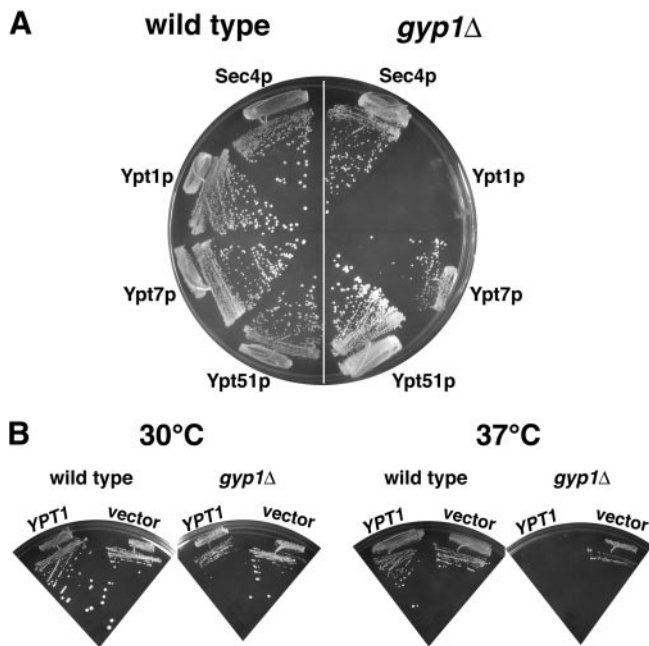 A
wild type gyp1Δ
Sec4p Sec4p
Ypt1p Ypt1p
Ypt7p Ypt7p
Ypt51p Ypt51p
B
30°C 37°C
wild type gyp1Δ wild type gyp1Δ
YPT1 vector YPT1 vector YPT1 vector YPT1 vector